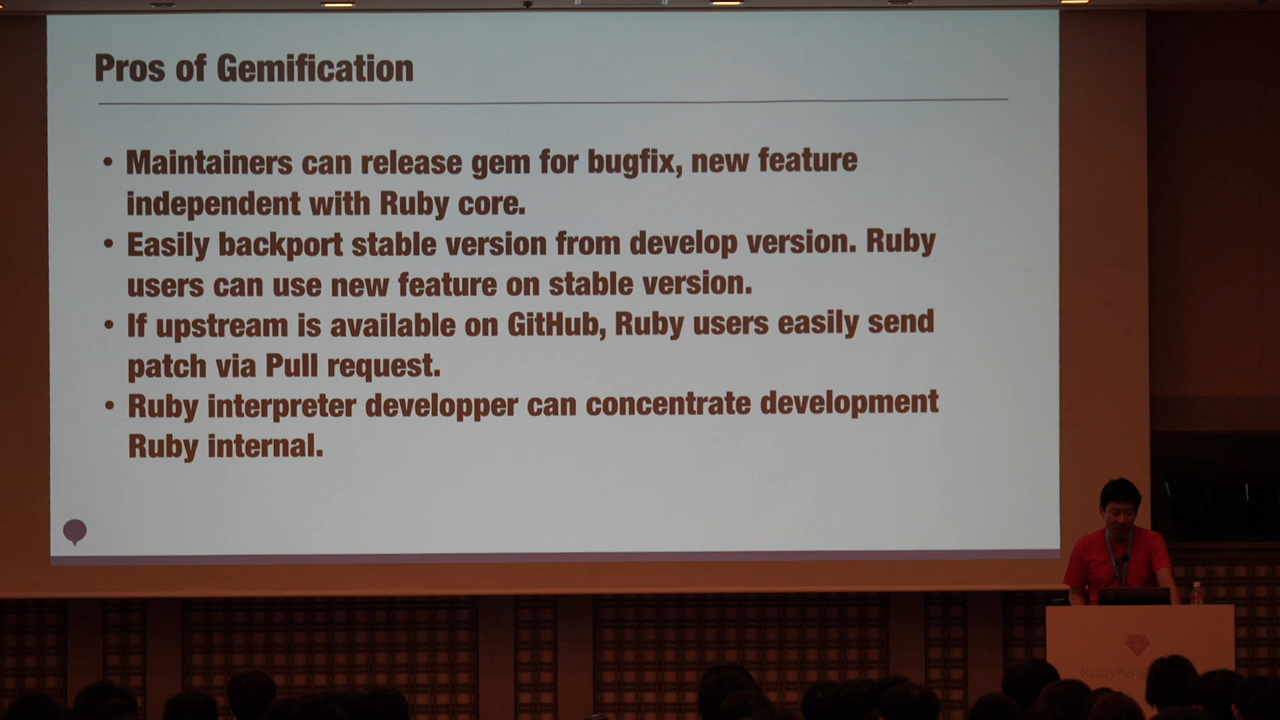 Pros of Gemification
• Maintainers can release gem for bugfix, new feature
independent with Ruby core.
• Easily backport stable version from develop version. Ruby
users can use new feature on stable version.
• If upstream is available on GitHub, Ruby users easily send
patch via Pull request.
• Ruby interpreter developper can concentrate development
Ruby internal.